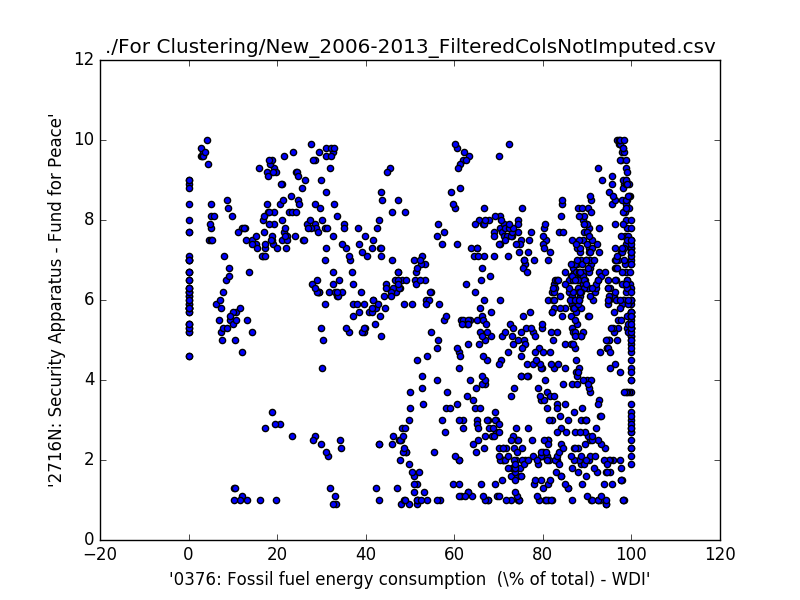 ./For Clustering/New_2006-2013_FilteredColsNotImputed.csv
12
10
8
6
4
2
0
'2716N: Security Apparatus - Fund for Peace'
−20 0 20 40 60 80 100 120
'0376: Fossil fuel energy consumption  (\% of total) - WDI'